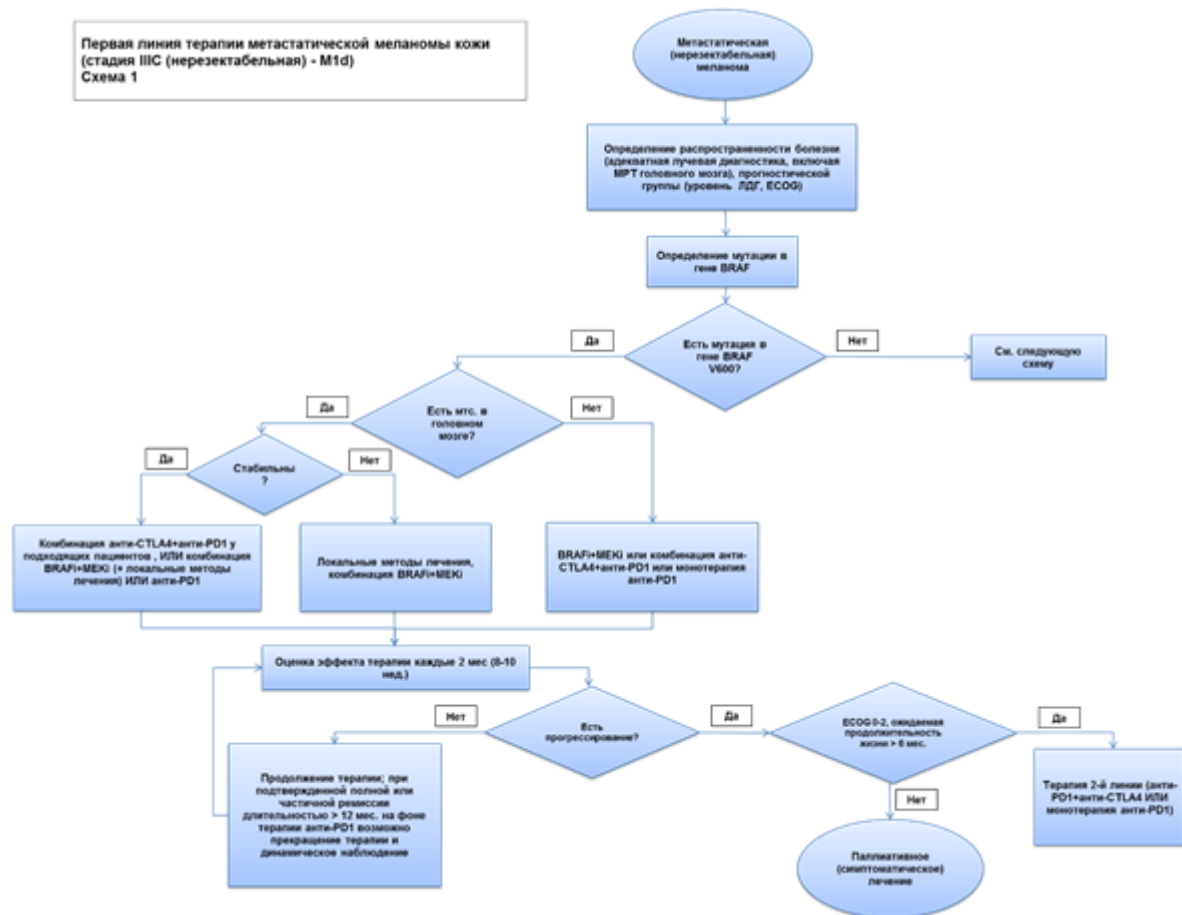 Первая линия терапии метастатической меланомы кожи
(стадия IIIC (нерезектабельная) - M1d)
Схема 1
Метастатическая
(нерезектабельная)
меланома
Определение распространенности болезни
(адекватная лучевая диагностика, включая
МРТ головного мозга), прогностической
группы (уровень ЛДГ, ECOG)
Определение мутации в
гене BRAF
Есть мутация в
гене BRAF
V600?
Да
Нет
См. следующую
схему
Есть мтс. в
головном
мозге?
Да
Нет
Стабильны
?
Да
Нет
Комбинация анти-CTLA4+анти-PD1 у
подходящих пациентов , ИЛИ комбинация
BRAFi+MEKi (+ локальные методы
лечения) ИЛИ анти-PD1
Локальные методы лечения,
комбинация BRAFi+MEKi
BRAFi+MEKi или комбинация анти-
CTLA4+анти-PD1 или монотерапия
анти-PD1
Оценка эффекта терапии каждые 2 мес (8-10
нед.)
Есть
прогрессирование?
Нет
Да
ECOG 0-2, ожидаемая
продолжительность
жизни > 6 мес.
Да
Нет
Продолжение терапии; при
подтвержденной полной или
частичной ремиссии
длительностью > 12 мес. на фоне
терапии анти-PD1 возможно
прекращение терапии и
динамическое наблюдение
Терапия 2-й линии (анти-
PD1+анти-CTLA4 ИЛИ
монотерапия анти-PD1)
Паллиативное
(симптоматическое)
лечение